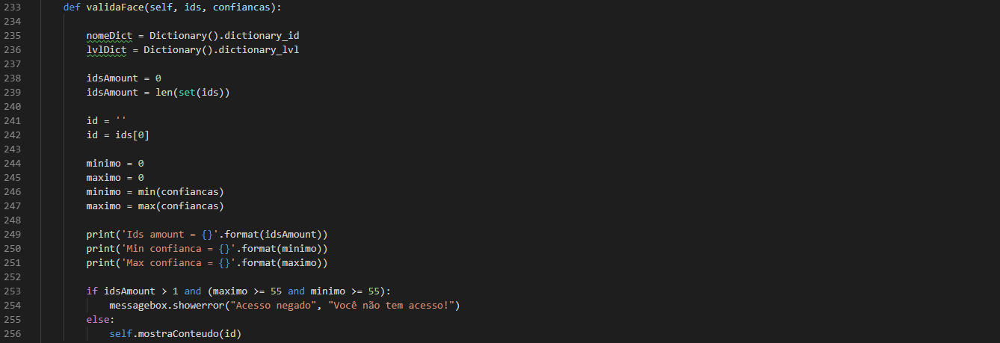 233 def validaFace(self, ids, confiancas):
234
235 nomeDict = Dictionary().dictionary_id
236 lvlDict = Dictionary().dictionary_lvl
237
238 idsAmount = 0
239 idsAmount = len(set(ids))
240
241 id = ''
242 id = ids[0]
243
244 minimo = 0
245 maximo = 0
246 minimo = min(confiancas)
247 maximo = max(confiancas)
248
249 print('Ids amount = {}'.format(idsAmount))
250 print('Min confianca = {}'.format(minimo))
251 print('Max confianca = {}'.format(maximo))
252
253 if idsAmount > 1 and (maximo >= 55 and minimo >= 55):
254 messagebox.showerror("Acesso negado", "Você não tem acesso!")
255 else:
256 self.mostraConteudo(id)